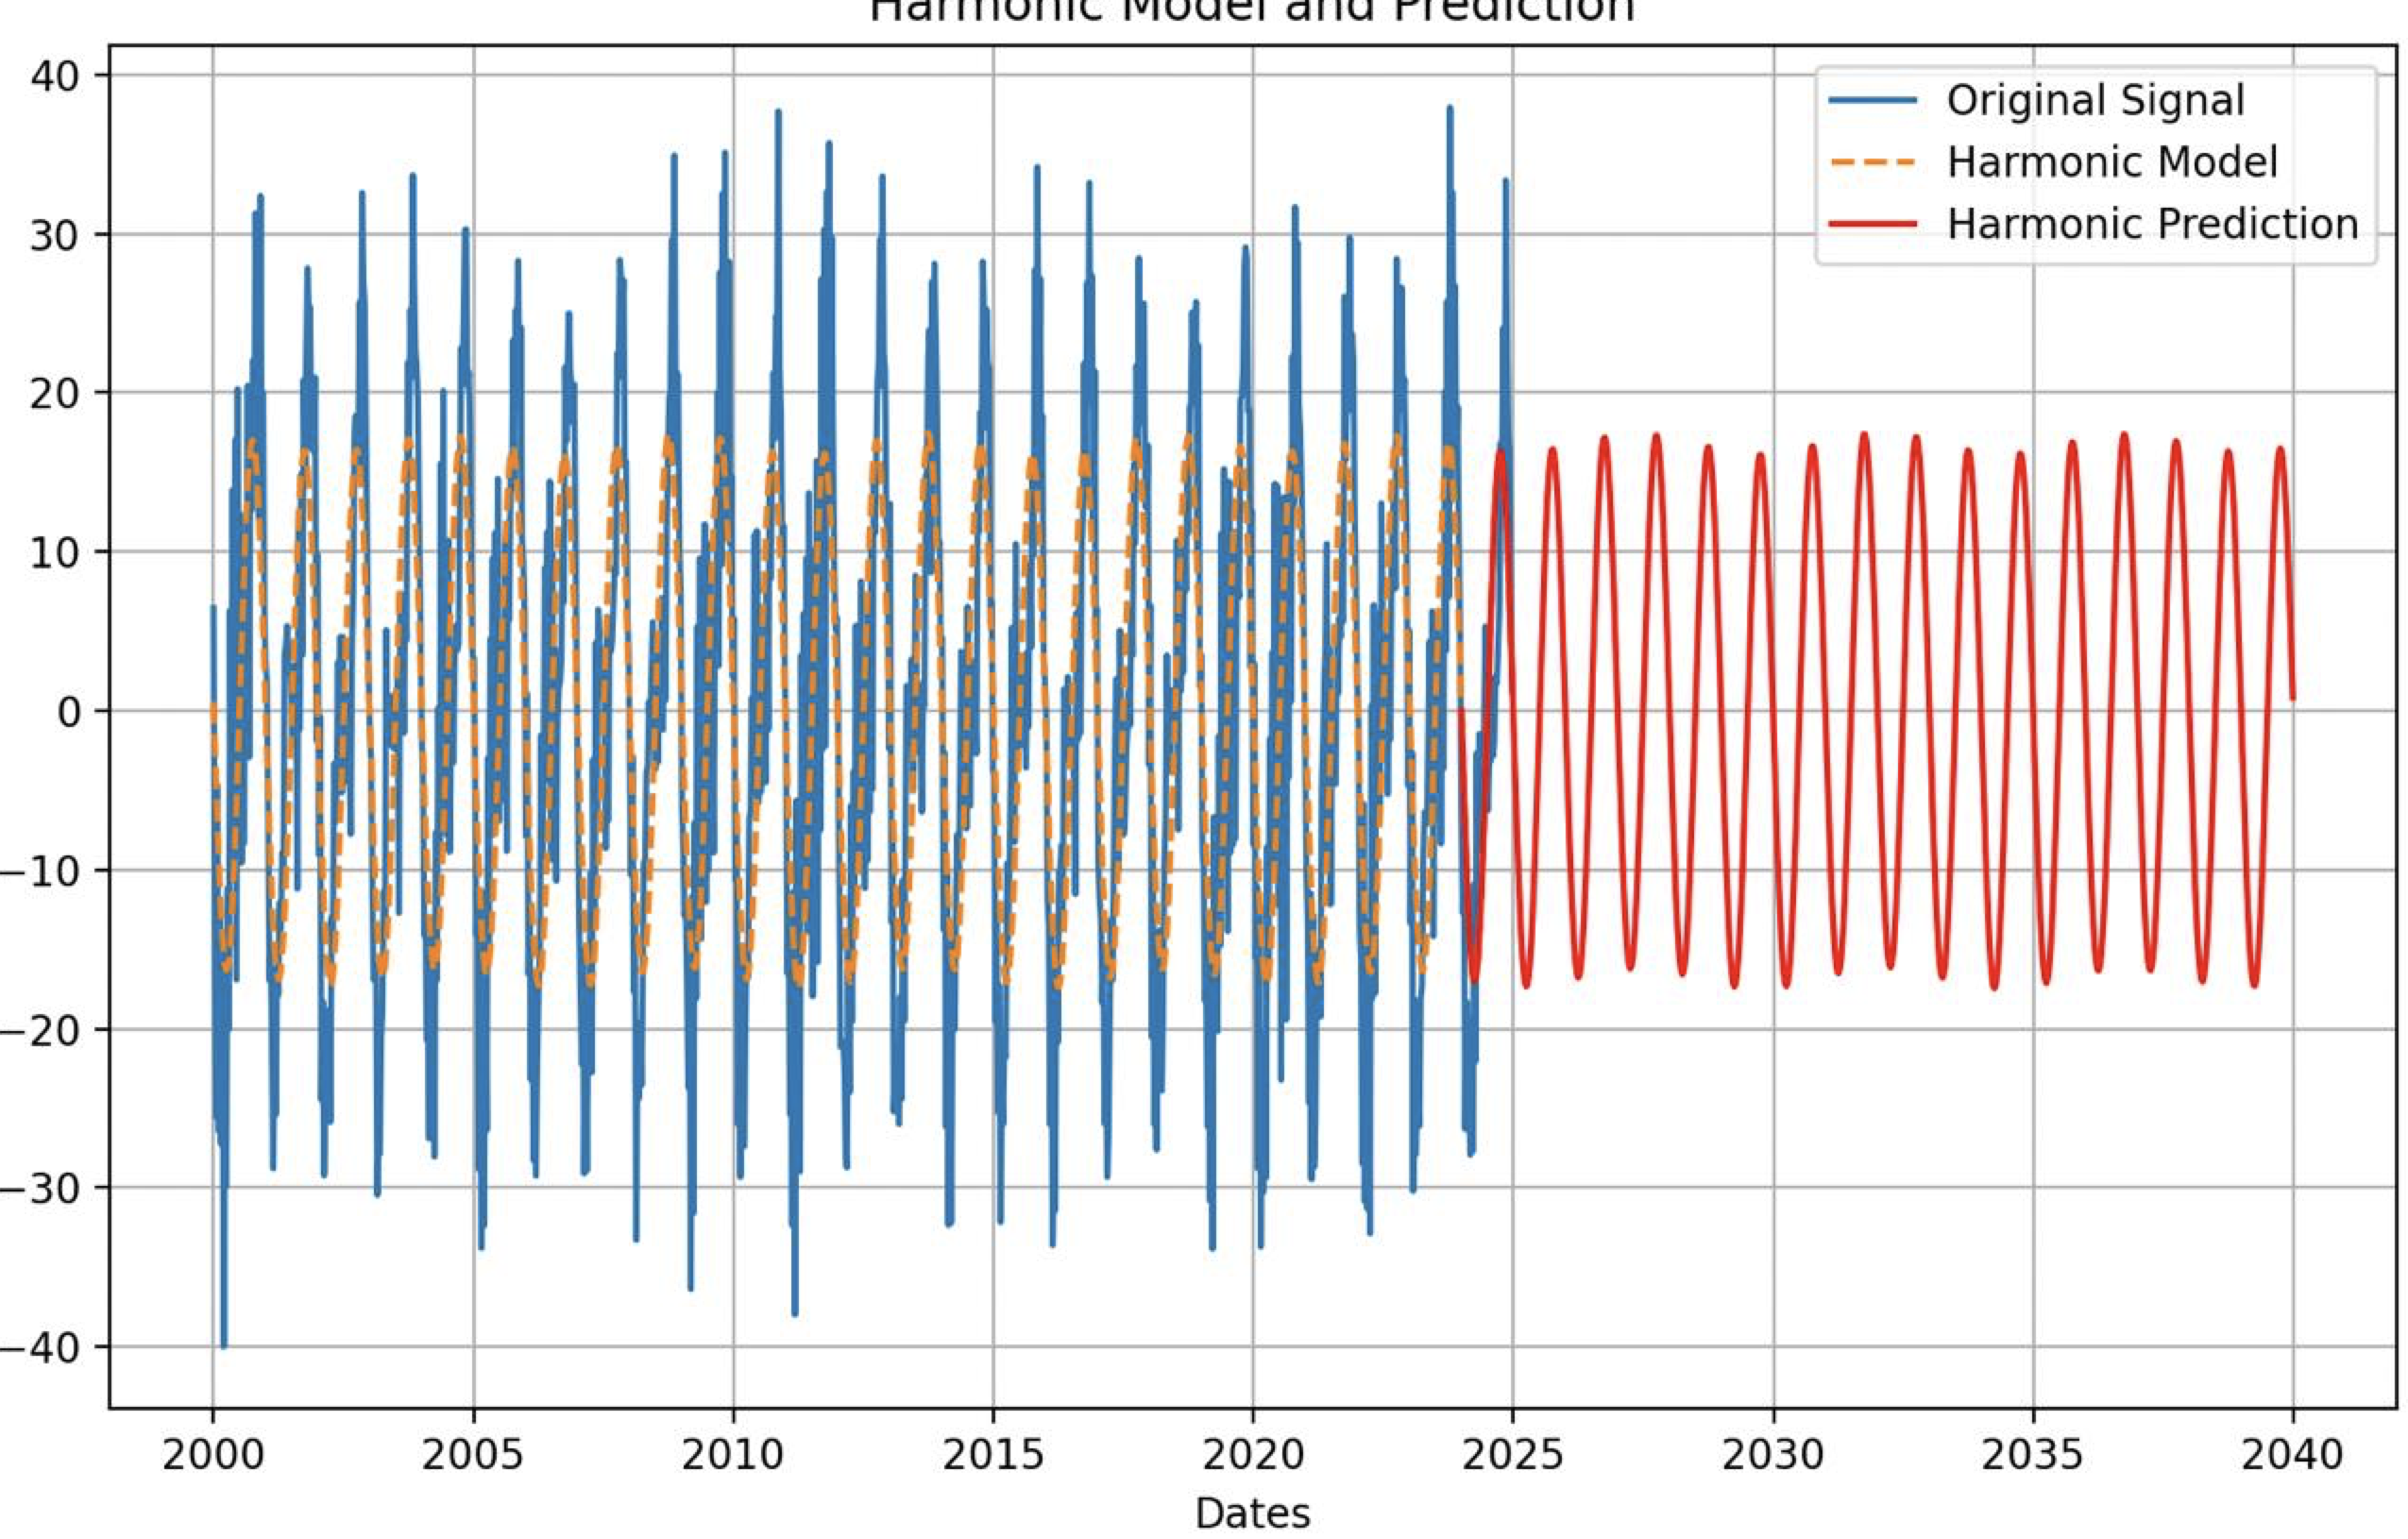 Harmonic Model and Prediction
40
30
20
10
0
−10
−20
−30
−40
Original Signal
Harmonic Model
Harmonic Prediction
2000 2005 2010 2015 2020 2025 2030 2035 2040
Dates